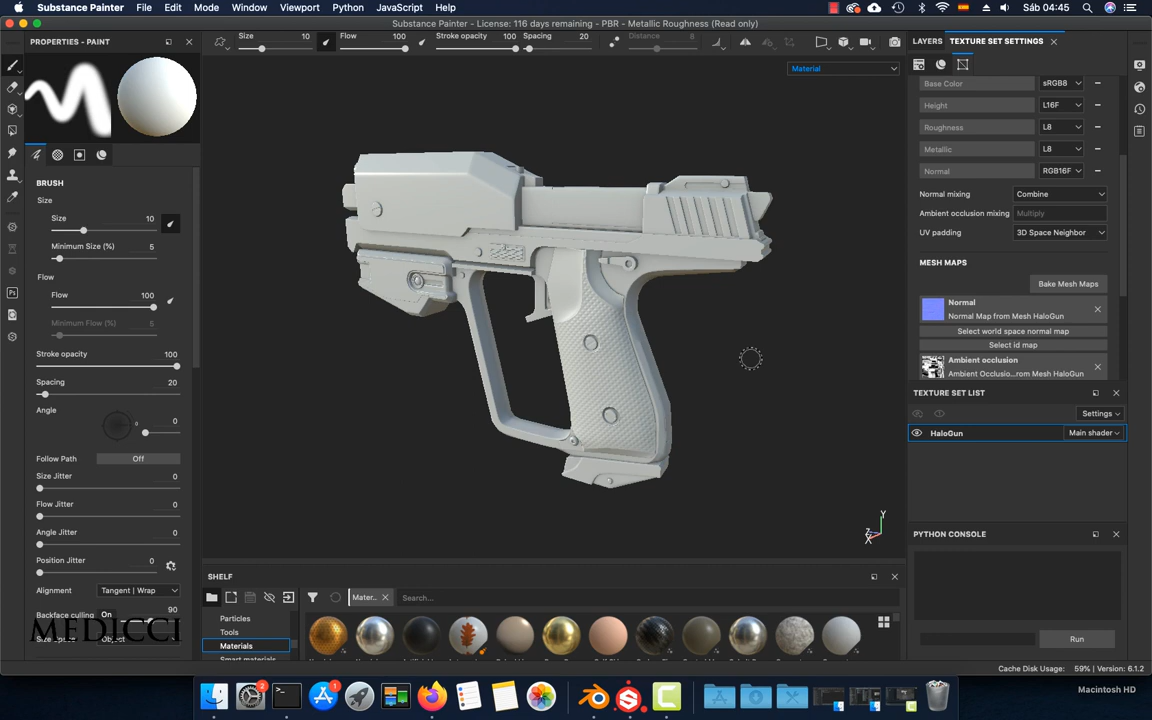 Substance Painter File Edit Mode Window Viewport Python JavaScript Help Sáb 04:45
Substance Painter - License: 116 days remaining - PBR - Metallic Roughness (Read only)
PROPERTIES - PAINT
Size 10 Flow 100 Stroke opacity 100 Spacing 20 Distance 8
LAYERS TEXTURE SET SETTINGS
Material
Base Color sRGB8
Height L16F
Roughness L8
Metallic L8
Normal RGB16F
Normal mixing Combine
Ambient occlusion mixing Multiply
UV padding 3D Space Neighbor
MESH MAPS
Bake Mesh Maps
Normal
Normal Map from Mesh HaloGun
Select world space normal map
Select id map
Ambient occlusion
Ambient Occlusio...rom Mesh HaloGun
TEXTURE SET LIST
Settings
HaloGun Main shader
PYTHON CONSOLE
Run
BRUSH
Size
Size 10
Minimum Size (%) 5
Flow
Flow 100
Minimum Flow (%) 5
Stroke opacity 100
Spacing 20
Angle
0
Follow Path Off
Size Jitter 0
Flow Jitter 0
Angle Jitter 0
Position Jitter 0
Alignment Tangent | Wrap
Backface culling On 90
Object
MEDICCI
Y
Z
X
SHELF
Mater.. Search...
Particles
Tools
Materials
Smart materials
Cache Disk Usage: 59% | Version: 6.1.2
Macintosh HD
Ps
2
1